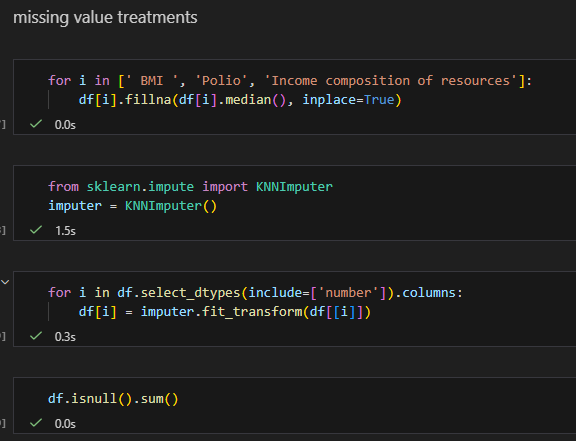 missing value treatments
for i in [' BMI ', 'Polio', 'Income composition of resources']:
    df[i].fillna(df[i].median(), inplace=True)
]
0.0s
from sklearn.impute import KNNImputer
imputer = KNNImputer()
]
1.5s
for i in df.select_dtypes(include=['number']).columns:
    df[i] = imputer.fit_transform(df[[i]])
]
0.3s
df.isnull().sum()
]
0.0s